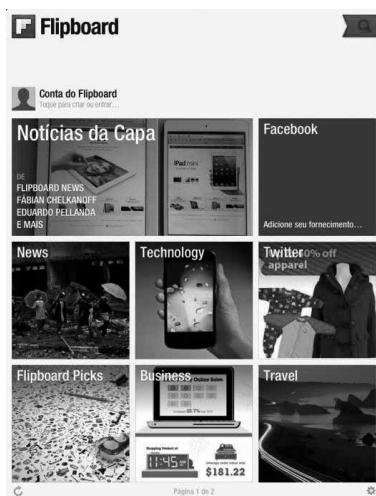 Flipboard
Conta do Flipboard
Toque para criar ou entrar...
Notícias da Capa
DE
FLIPBOARD NEWS
FÁBIAN CHELKANOFF
EDUARDO PELLANDA
E MAIS
iPad mini
Facebook
Adicione seu fornecimento...
News
Technology
Twitter
0% off
apparel
Flipboard Picks
Business
Online Sales
11:45
$181.22
Travel
Página 1 de 2